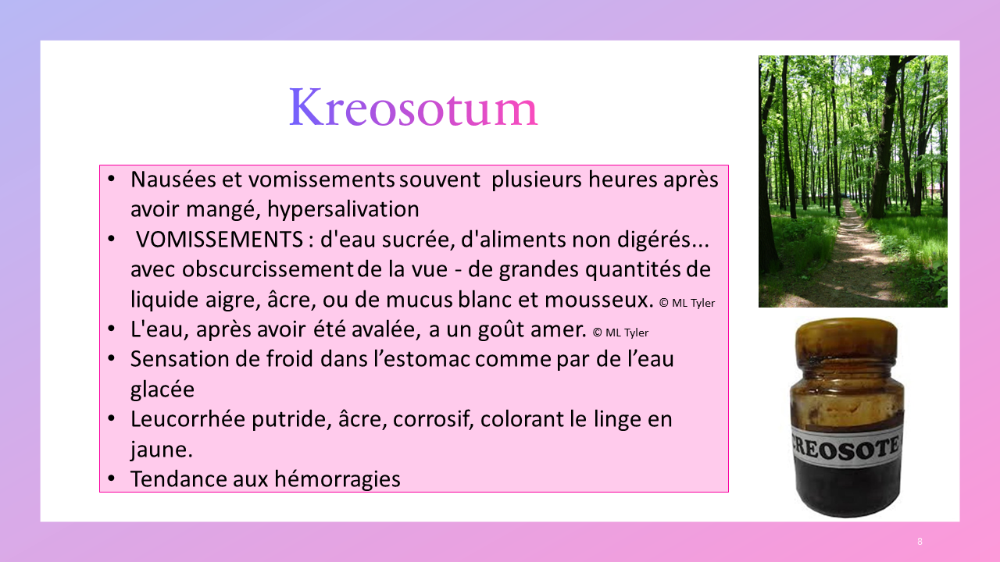 Kreosotum
• Nausées et vomissements souvent plusieurs heures après
avoir mangé, hypersalivation
• VOMISSEMENTS : d'eau sucrée, d'aliments non digérés...
avec obscurcissement de la vue - de grandes quantités de
liquide aigre, âcre, ou de mucus blanc et mousseux. © ML Tyler
• L'eau, après avoir été avalée, a un goût amer. © ML Tyler
• Sensation de froid dans l’estomac comme par de l’eau
glacée
• Leucorrhée putride, âcre, corrosif, colorant le linge en
jaune.
• Tendance aux hémorragies
CREOSOTE
8